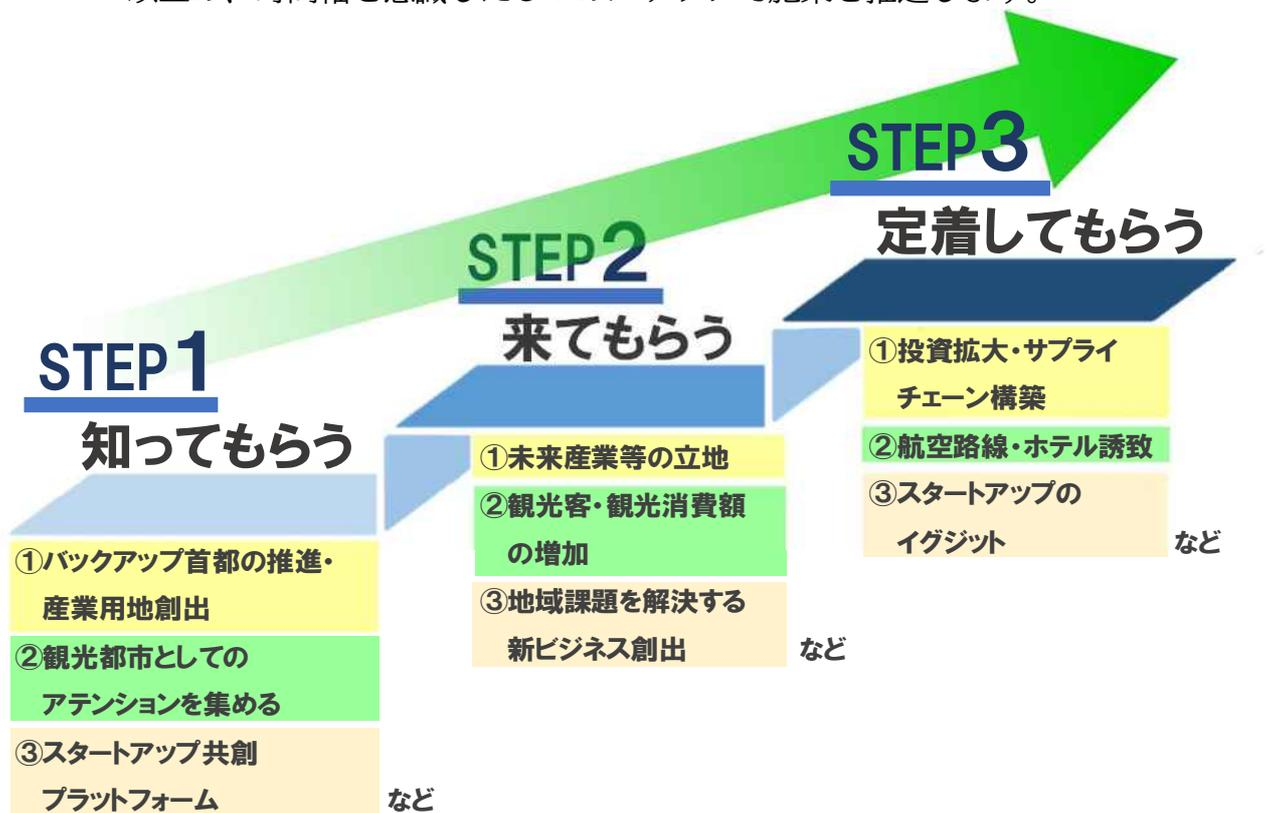 STEP1
知ってもらう
①バックアップ首都の推進・
産業用地創出
②観光都市としての
アテンションを集める
③スタートアップ共創
プラットフォーム
など
STEP2
来てもらう
①未来産業等の立地
②観光客・観光消費額
の増加
③地域課題を解決する
新ビジネス創出
など
STEP3
定着してもらう
①投資拡大・サプライ
チェーン構築
②航空路線・ホテル誘致
③スタートアップの
イグジット
など